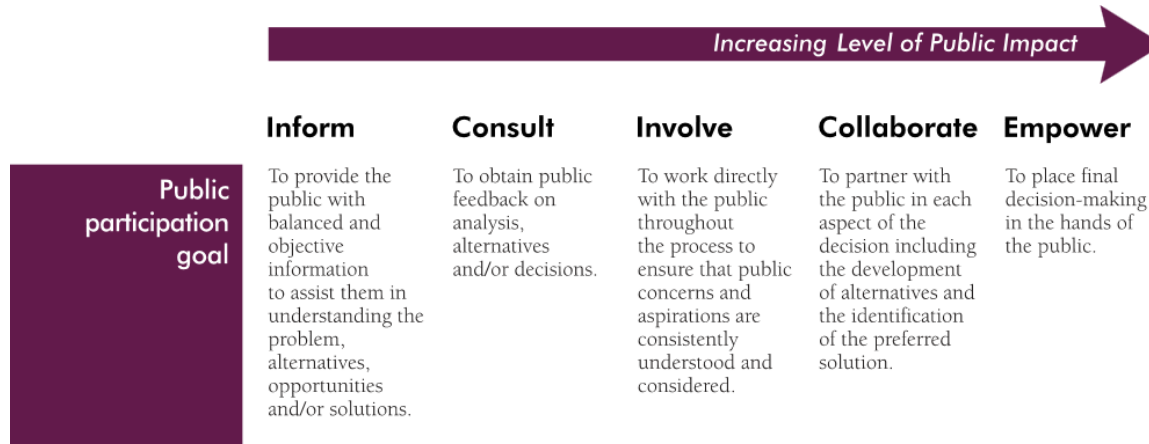 Increasing Level of Public Impact
Inform
Consult
Involve
Collaborate
Empower
Public
participation
goal
To provide the
public with
balanced and
objective
information
to assist them in
understanding the
problem,
alternatives,
opportunities
and/or solutions.
To obtain public
feedback on
analysis,
alternatives
and/or decisions.
To work directly
with the public
throughout
the process to
ensure that public
concerns and
aspirations are
consistently
understood and
considered.
To partner with
the public in each
aspect of the
decision including
the development
of alternatives and
the identification
of the preferred
solution.
To place final
decision-making
in the hands of
the public.